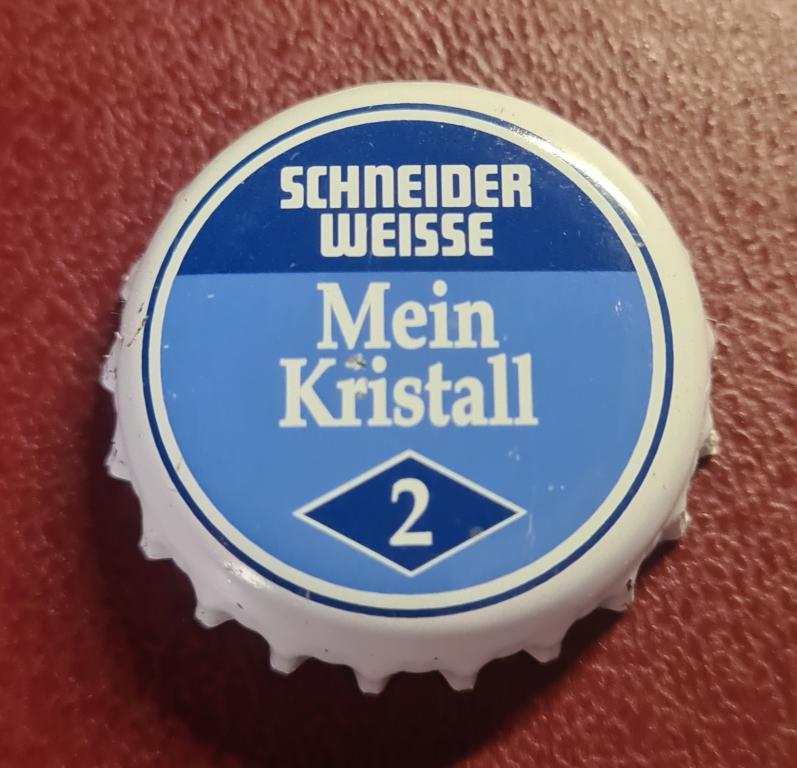 SCHNEIDER
WEISSE
Mein
Kristall
2